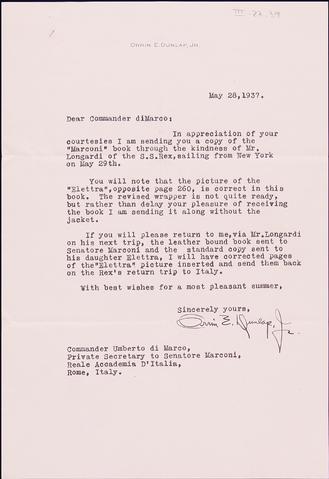 III-22.39
ORRIN E. DUNLAP, JR.
May 28,1937.
Dear Commander diMarco:
In appreciation of your
courtesies I am sending you a copy of the
"Marconi" book through the kindness of Mr.
Longardi of the S.S.Rex,sailing from New York
on May 29th.
You will note that the picture of the
"Elettra",opposite page 260, is correct in this
book. The revised wrapper is not quite ready,
but rather than delay your pleasure of receiving
the book I am sending it along without the
jacket.
If you will please return to me,via Mr.Longardi
on his next trip, the leather bound book sent to
Senatore Marconi and the standard copy sent to
his daughter Elettra, I will have corrected pages
of the"Elettra" picture inserted and send them back
on the Rex's return trip to Italy.
With best wishes for a most pleasant summer,
Sincerely yours,
Orrin E. Dunlap, Jr.
Commander Umberto di Marco,
Private Secretary to Senatore Marconi,
Reale Accademia D'Italia,
Rome, Italy.